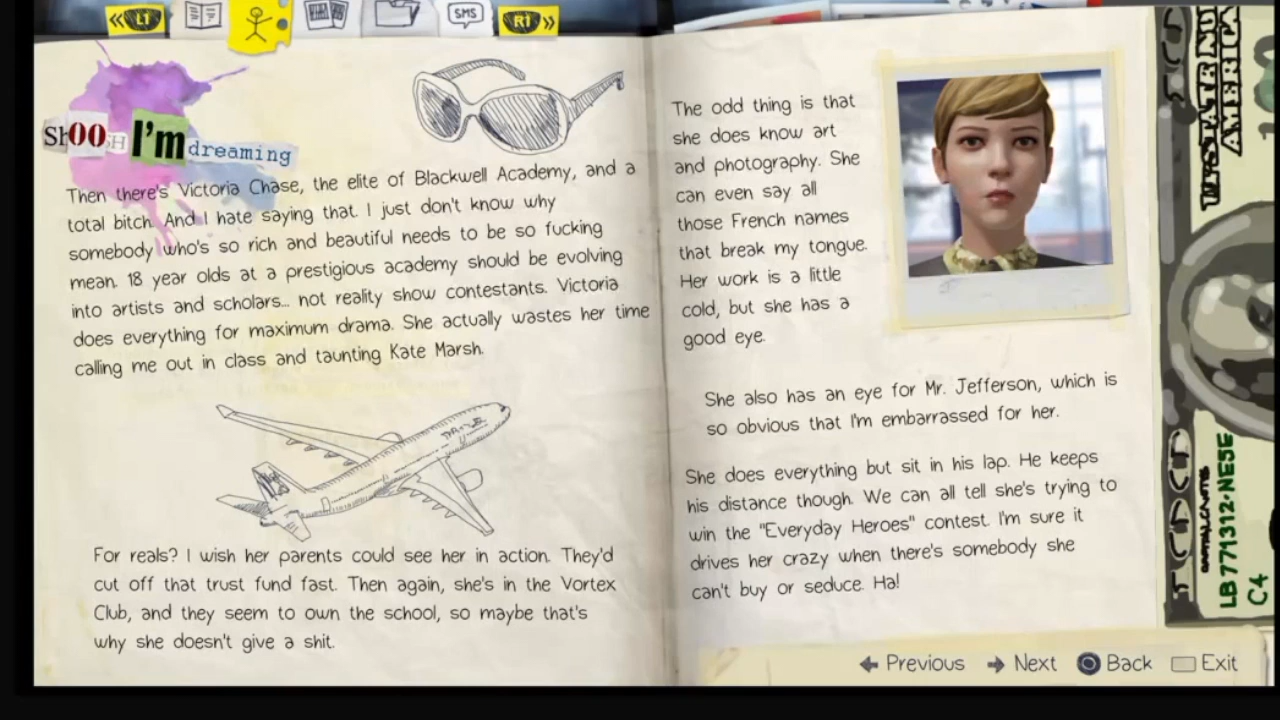 L1
SMS
R1
ShOOSH I'm dreaming
Then there's Victoria Chase, the elite of Blackwell Academy, and a
total bitch. And I hate saying that. I just don't know why
somebody who's so rich and beautiful needs to be so fucking
mean. 18 year olds at a prestigious academy should be evolving
into artists and scholars... not reality show contestants. Victoria
does everything for maximum drama. She actually wastes her time
calling me out in class and taunting Kate Marsh.
For reals? I wish her parents could see her in action. They'd
cut off that trust fund fast. Then again, she's in the Vortex
Club, and they seem to own the school, so maybe that's
why she doesn't give a shit.
The odd thing is that
she does know art
and photography. She
can even say all
those French names
that break my tongue.
Her work is a little
cold, but she has a
good eye.
She also has an eye for Mr. Jefferson, which is
so obvious that I'm embarrassed for her.
She does everything but sit in his lap. He keeps
his distance though. We can all tell she's trying to
win the "Everyday Heroes" contest. I'm sure it
drives her crazy when there's somebody she
can't buy or seduce. Ha!
AMERICA
LB771312-NE5E
C4
Previous
Next
Back
Exit